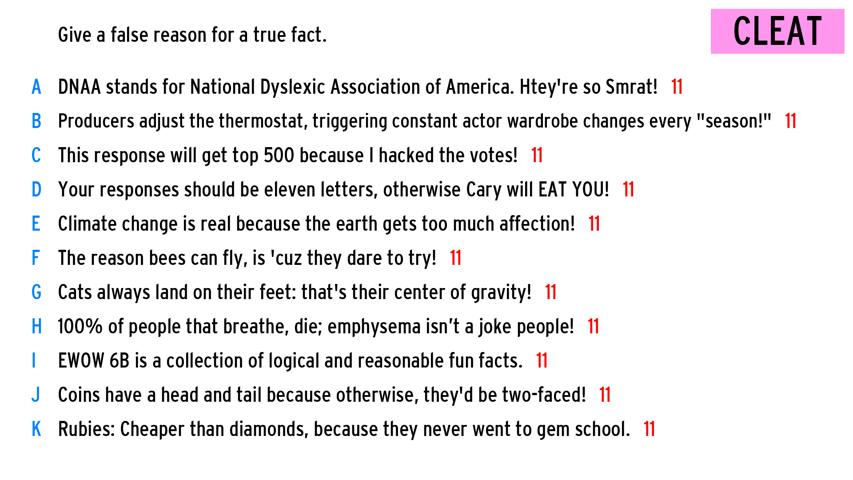 Give a false reason for a true fact.
CLEAT
A DNAA stands for National Dyslexic Association of America. Htey're so Smrat! 11
B Producers adjust the thermostat, triggering constant actor wardrobe changes every "season!" 11
C This response will get top 500 because I hacked the votes! 11
D Your responses should be eleven letters, otherwise Cary will EAT YOU! 11
E Climate change is real because the earth gets too much affection! 11
F The reason bees can fly, is 'cuz they dare to try! 11
G Cats always land on their feet: that's their center of gravity! 11
H 100% of people that breathe, die; emphysema isn’t a joke people! 11
I EWOW 6B is a collection of logical and reasonable fun facts. 11
J Coins have a head and tail because otherwise, they'd be two-faced! 11
K Rubies: Cheaper than diamonds, because they never went to gem school. 11